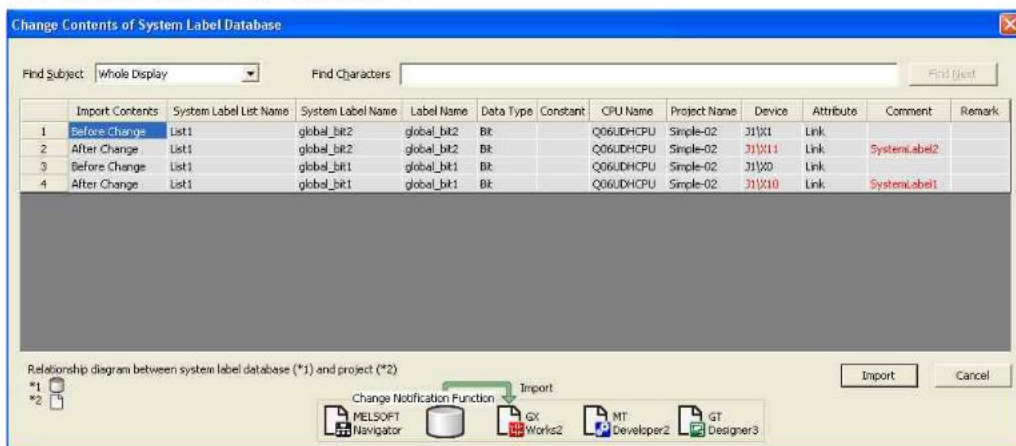 Change Contents of System Label Database
Find Subject Whole Display Find Characters Find Next
Import Contents System Label List Name System Label Name Label Name Data Type Constant CPU Name Project Name Device Attribute Comment Remark
1 Before Change List1 global_bit2 global_bit2 Bit Q06UDHCPU Simple-02 J1\X1 Link
2 After Change List1 global_bit2 global_bit2 Bit Q06UDHCPU Simple-02 J1\X11 Link SystemLabel2
3 Before Change List1 global_bit1 global_bit1 Bit Q06UDHCPU Simple-02 J1\X0 Link
4 After Change List1 global_bit1 global_bit1 Bit Q06UDHCPU Simple-02 J1\X10 Link SystemLabel1
Relationship diagram between system label database (*1) and project (*2)
*1
*2
Import Cancel
Import
Change Notification Function
MELSOFT Navigator
GX Works2
MT Developer2
GT Designer3